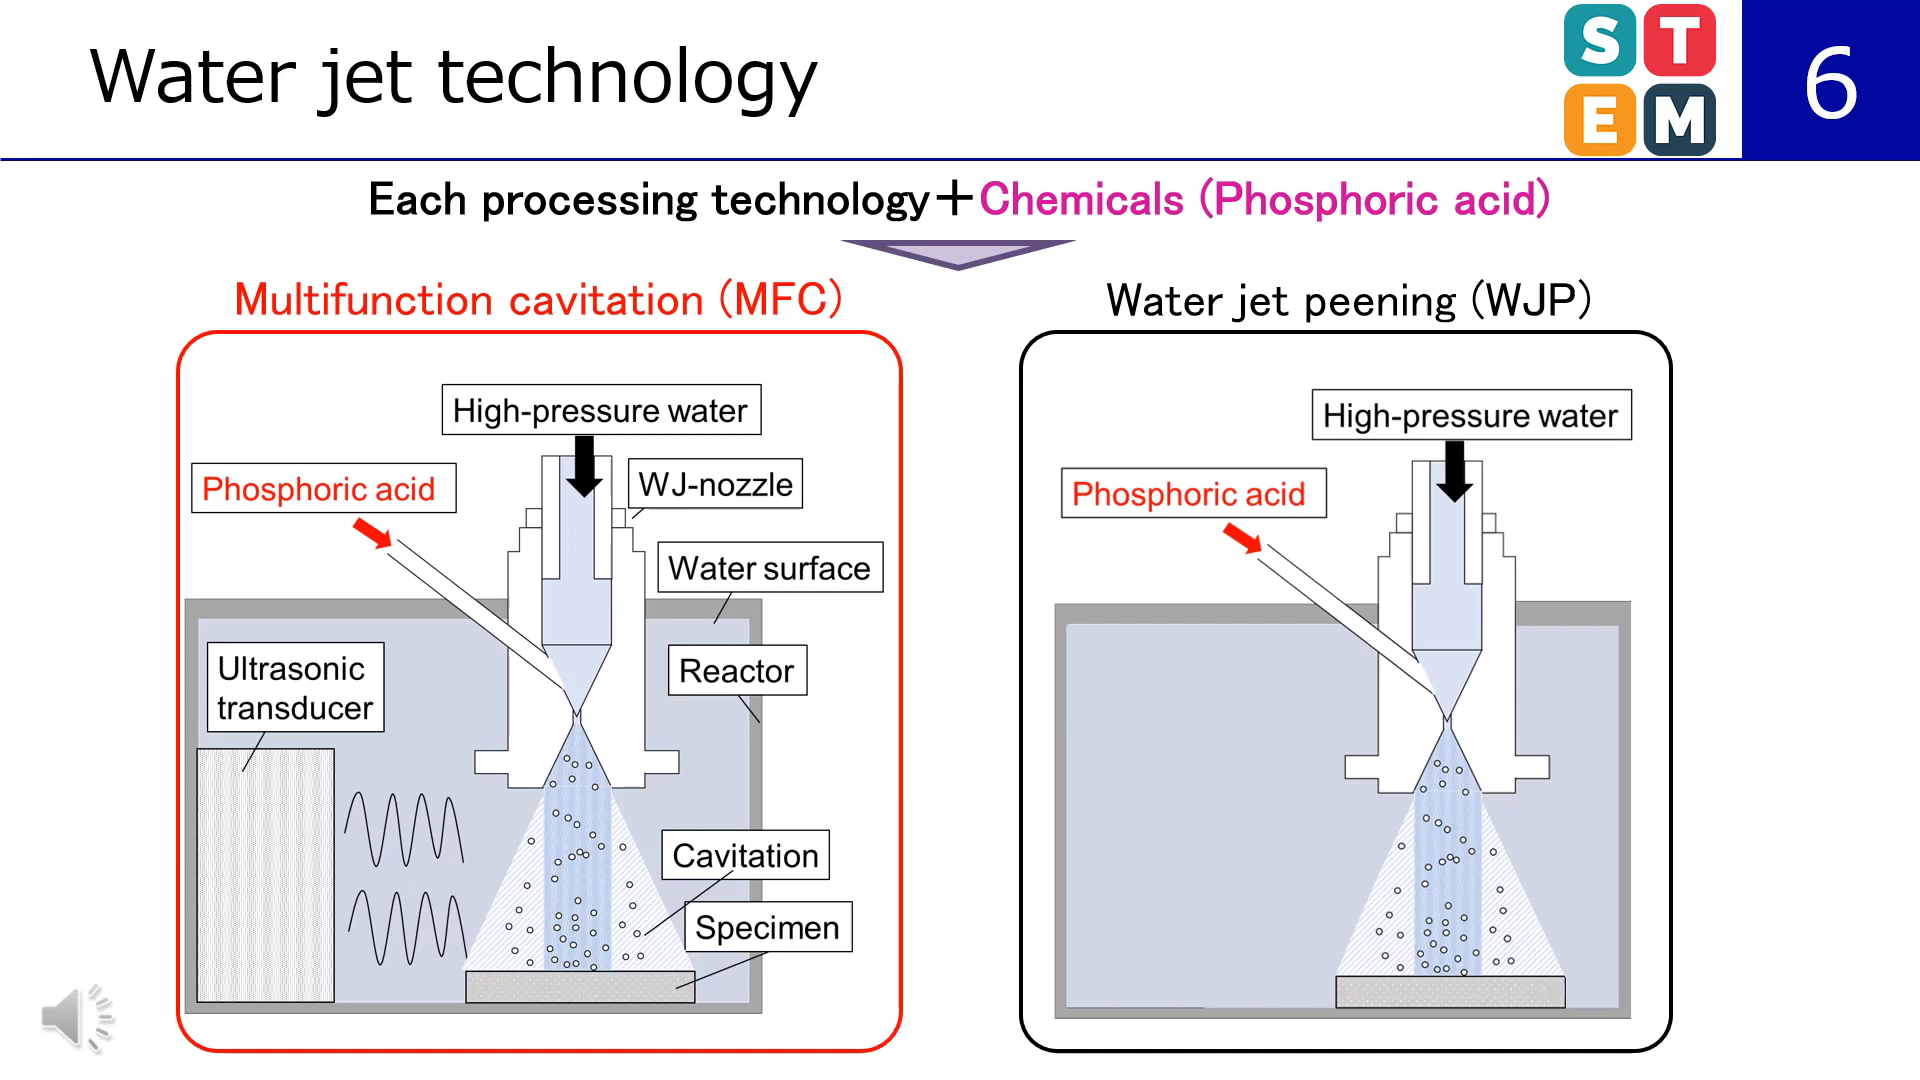 Water jet technology
S T
E M
6
Each processing technology＋Chemicals (Phosphoric acid)
Multifunction cavitation (MFC)
Water jet peening (WJP)
High-pressure water
Phosphoric acid
WJ-nozzle
Water surface
Ultrasonic
transducer
Reactor
Cavitation
Specimen
High-pressure water
Phosphoric acid